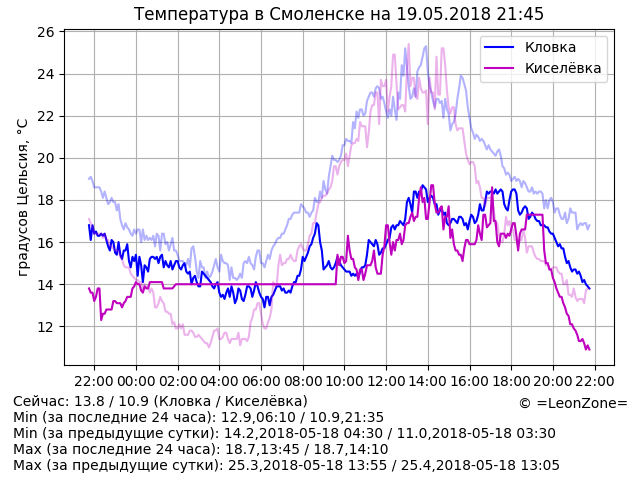 Температура в Смоленске на 19.05.2018 21:45
градусов Цельсия, °C
26
24
22
20
18
16
14
12
Кловка
Киселёвка
22:00 00:00 02:00 04:00 06:00 08:00 10:00 12:00 14:00 16:00 18:00 20:00 22:00
Сейчас: 13.8 / 10.9 (Кловка / Киселёвка)
© =LeonZone=
Min (за последние 24 часа): 12.9,06:10 / 10.9,21:35
Min (за предыдущие сутки): 14.2,2018-05-18 04:30 / 11.0,2018-05-18 03:30
Max (за последние 24 часа): 18.7,13:45 / 18.7,14:10
Max (за предыдущие сутки): 25.3,2018-05-18 13:55 / 25.4,2018-05-18 13:05